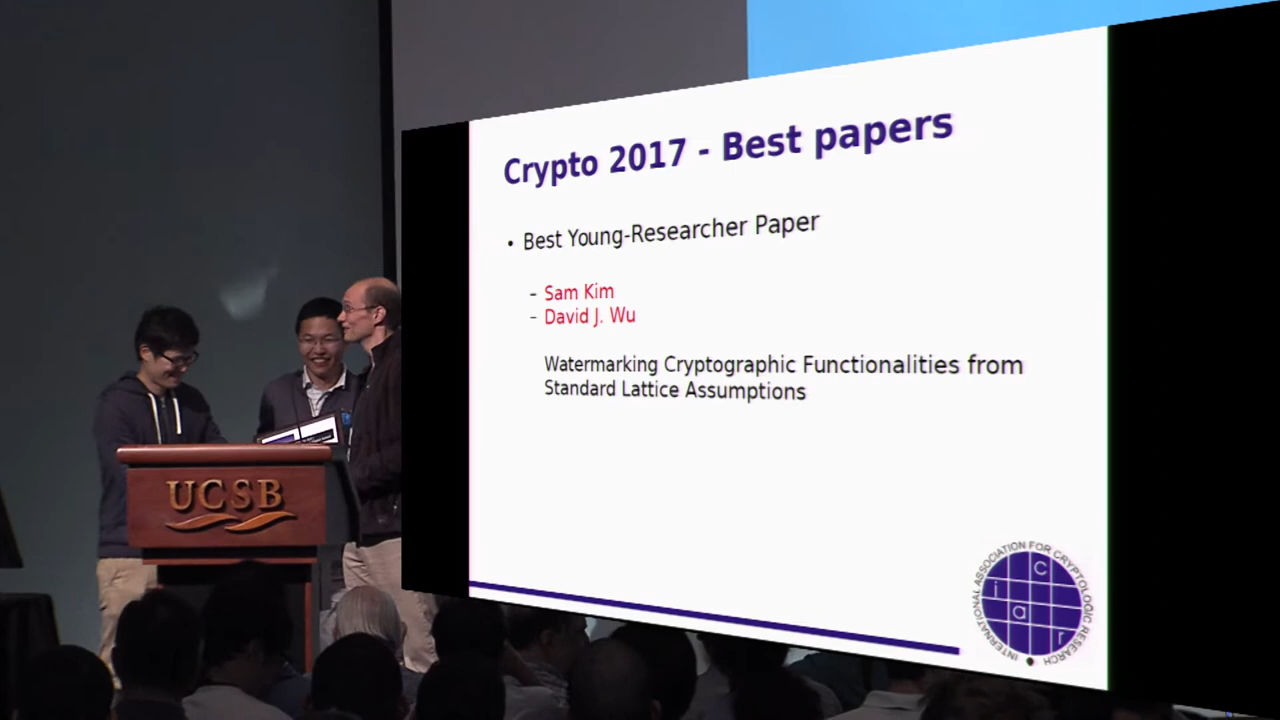 Crypto 2017 - Best papers
• Best Young-Researcher Paper
- Sam Kim
- David J. Wu
Watermarking Cryptographic Functionalities from
Standard Lattice Assumptions
UCSB
INTERNATIONAL ASSOCIATION FOR CRYPTOLOGIC RESEARCH
i a c r